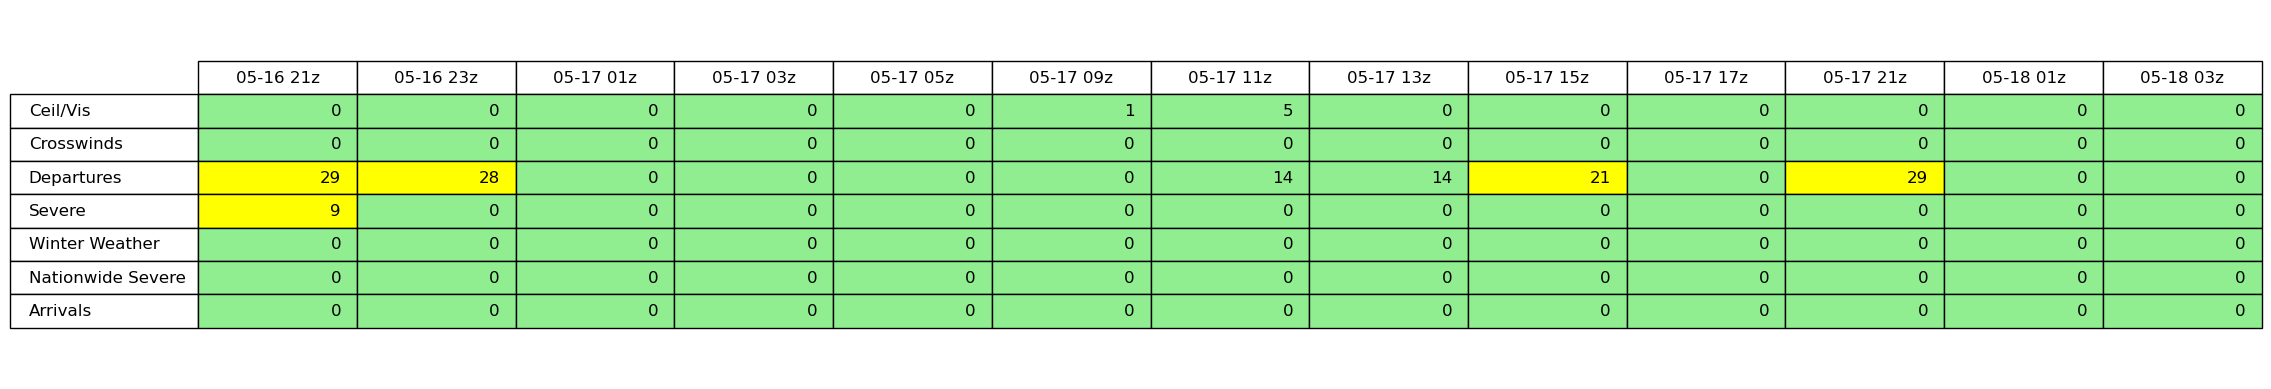 05-16 21z 05-16 23z 05-17 01z 05-17 03z 05-17 05z 05-17 09z 05-17 11z 05-17 13z 05-17 15z 05-17 17z 05-17 21z 05-18 01z 05-18 03z
Ceil/Vis 0 0 0 0 0 1 5 0 0 0 0 0 0
Crosswinds 0 0 0 0 0 0 0 0 0 0 0 0 0
Departures 29 28 0 0 0 0 14 14 21 0 29 0 0
Severe 9 0 0 0 0 0 0 0 0 0 0 0 0
Winter Weather 0 0 0 0 0 0 0 0 0 0 0 0 0
Nationwide Severe 0 0 0 0 0 0 0 0 0 0 0 0 0
Arrivals 0 0 0 0 0 0 0 0 0 0 0 0 0